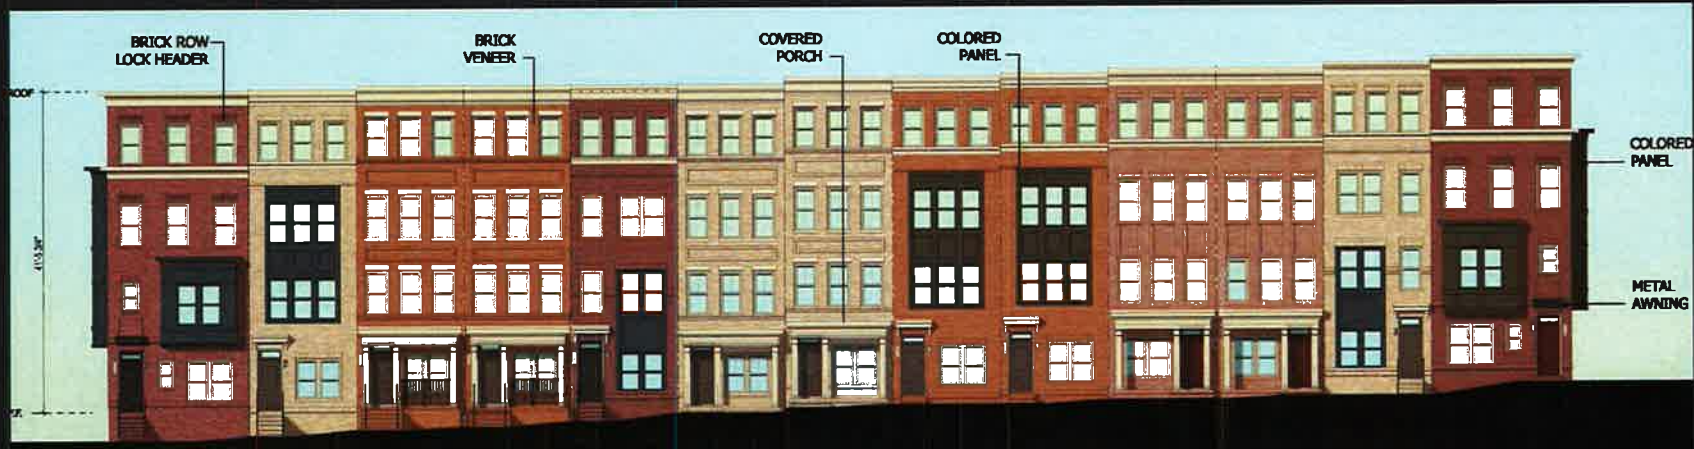 BRICK ROW
LOCK HEADER
BRICK
VENEER
COVERED
PORCH
COLORED
PANEL
ROOF
COLORED
PANEL
METAL
AWNING